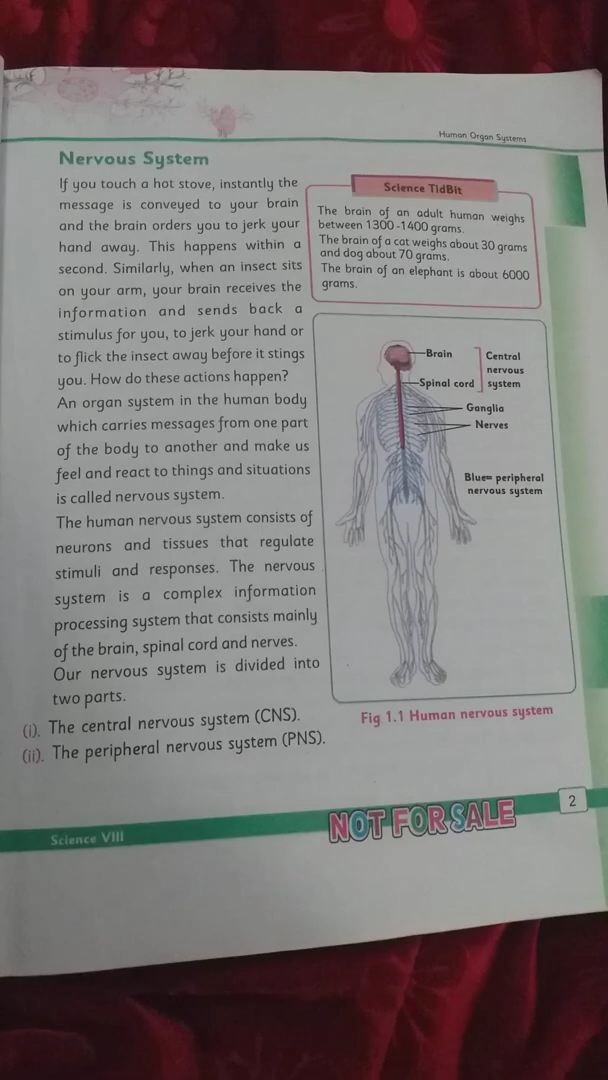 Human Organ Systems
Nervous System
If you touch a hot stove, instantly the
message is conveyed to your brain
and the brain orders you to jerk your
hand away. This happens within a
second. Similarly, when an insect sits
on your arm, your brain receives the
information and sends back a
stimulus for you, to jerk your hand or
to flick the insect away before it stings
you. How do these actions happen?
An organ system in the human body
which carries messages from one part
of the body to another and make us
feel and react to things and situations
is called nervous system.
The human nervous system consists of
neurons and tissues that regulate
stimuli and responses. The nervous
system is a complex information
processing system that consists mainly
of the brain, spinal cord and nerves.
Our nervous system is divided into
two parts.
(i). The central nervous system (CNS).
(ii). The peripheral nervous system (PNS).
Science TidBit
The brain of an adult human weighs
between 1300-1400 grams.
The brain of a cat weighs about 30 grams
and dog about 70 grams.
The brain of an elephant is about 6000
grams.
Brain
Spinal cord
Central
nervous
system
Ganglia
Nerves
Blue= peripheral
nervous system
Fig 1.1 Human nervous system
Science VIII
NOT FOR SALE
2